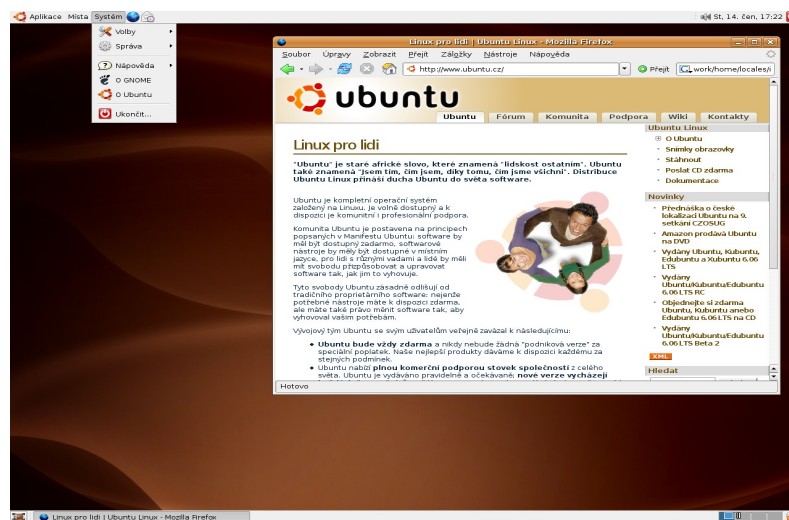 Aplikace Místa Systém
St, 14. čen, 17:22
Volby
Správa
Nápověda
O GNOME
O Ubuntu
Ukončit...
Linux pro lidi | Ubuntu Linux - Mozilla Firefox
Soubor Úpravy Zobrazit Přejít Záložky Nástroje Nápověda
http://www.ubuntu.cz/
Přejít
work/home/locales/i
ubuntu
Ubuntu Fórum Komunita Podpora Wiki Kontakty
Linux pro lidi
"Ubuntu" je staré africké slovo, které znamená "lidskost ostatním". Ubuntu
také znamená "Jsem tím, čím jsem, díky tomu, čím jsme všichni". Distribuce
Ubuntu Linux přináší ducha Ubuntu do světa software.
Ubuntu je kompletní operační systém
založený na Linuxu. Je volně dostupný a k
dispozici je komunitní i profesionální podpora.
Komunita Ubuntu je postavena na principech
popsaných v Manifestu Ubuntu: software by
měl být dostupný zadarmo, softwarové
nástroje by měly být dostupné v místním
jazyce, pro lidi s různými vadami a lidé by měli
mít svobodu přizpůsobovat a upravovat
software tak, jak jim to vyhovuje.
Tyto svobody Ubuntu zásadně odlišují od
tradičního proprietárního software: nejenže
potřebné nástroje máte k dispozici zdarma,
ale máte také právo měnit software tak, aby
vyhovoval vašim potřebám.
Vývojový tým Ubuntu se svým uživatelům veřejně zavázal k následujícímu:
Ubuntu bude vždy zdarma a nikdy nebude žádná "podniková verze" za
speciální poplatek. Naše nejlepší produkty dáváme k dispozici každému za
stejných podmínek.
Ubuntu nabízí plnou komerční podporou stovek společností z celého
světa. Ubuntu je vydáváno pravidelně a očekávaně; nové verze vycházejí
Ubuntu Linux
O Ubuntu
Snímky obrazovky
Stáhnout
Poslat CD zdarma
Dokumentace
Novinky
Přednáška o české
lokalizaci Ubuntu na 9.
setkání CZOSUG
Amazon prodává Ubuntu
na DVD
Vydány Ubuntu, Kubuntu,
Edubuntu a Xubuntu 6.06
LTS
Vydány
Ubuntu/Kubuntu/Edubuntu
6.06 LTS RC
Objednejte si zdarma
Ubuntu, Kubuntu anebo
Edubuntu 6.06 LTS na CD
Vydány
Ubuntu/Kubuntu/Edubuntu
6.06 LTS Beta 2
XML
Hledat
Hotovo
Linux pro lidi | Ubuntu Linux - Mozilla Firefox